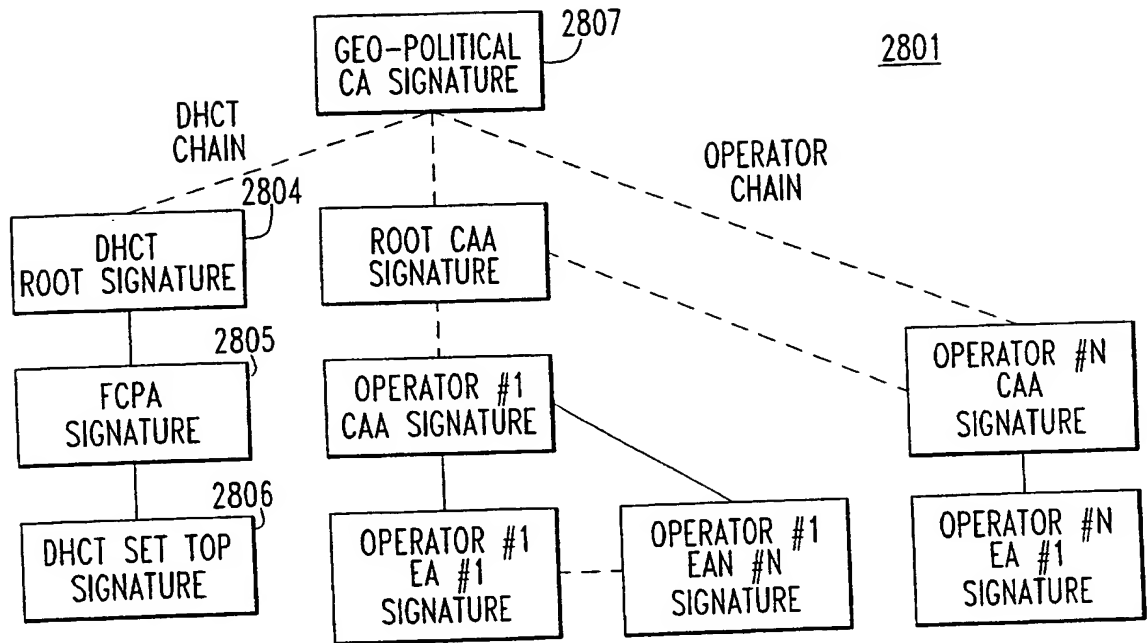 2807
2801
GEO-POLITICAL
CA SIGNATURE
DHCT
CHAIN
OPERATOR
CHAIN
2804
DHCT
ROOT SIGNATURE
ROOT CAA
SIGNATURE
2805
FCPA
SIGNATURE
OPERATOR #1
CAA SIGNATURE
OPERATOR #N
CAA
SIGNATURE
2806
DHCT SET TOP
SIGNATURE
OPERATOR #1
EA #1
SIGNATURE
OPERATOR #1
EAN #N
SIGNATURE
OPERATOR #N
EA #1
SIGNATURE